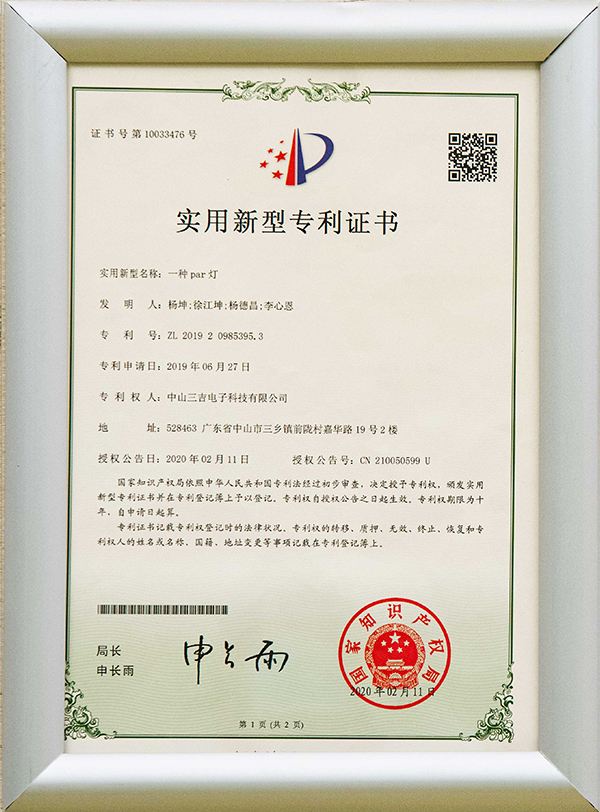 证书号第10033476号
实用新型专利证书
实用新型名称：一种par灯
发 明 人：杨坤;徐江坤;杨德昌;李心恩
专 利 号：ZL 2019 2 0985395.3
专利申请日：2019年06月27日
专 利 权 人：中山三吉电子科技有限公司
地 址：528463 广东省中山市三乡镇前陇村嘉华路19号2楼
授权公告日：2020年02月11日 授权公告号：CN 210050599 U
国家知识产权局依照中华人民共和国专利法经过初步审查，决定授予专利权，颁发实用
新型专利证书并在专利登记簿上予以登记。专利权自授权公告之日起生效。专利权期限为十
年，自申请日起算。
专利证书记载专利权登记时的法律状况。专利权的转移、质押、无效、终止、恢复和专
利权人的姓名或名称、国籍、地址变更等事项记载在专利登记簿上。
局长
申长雨
申长雨
国家知识产权局
2020年02月11日
第 1 页 (共 2 页)